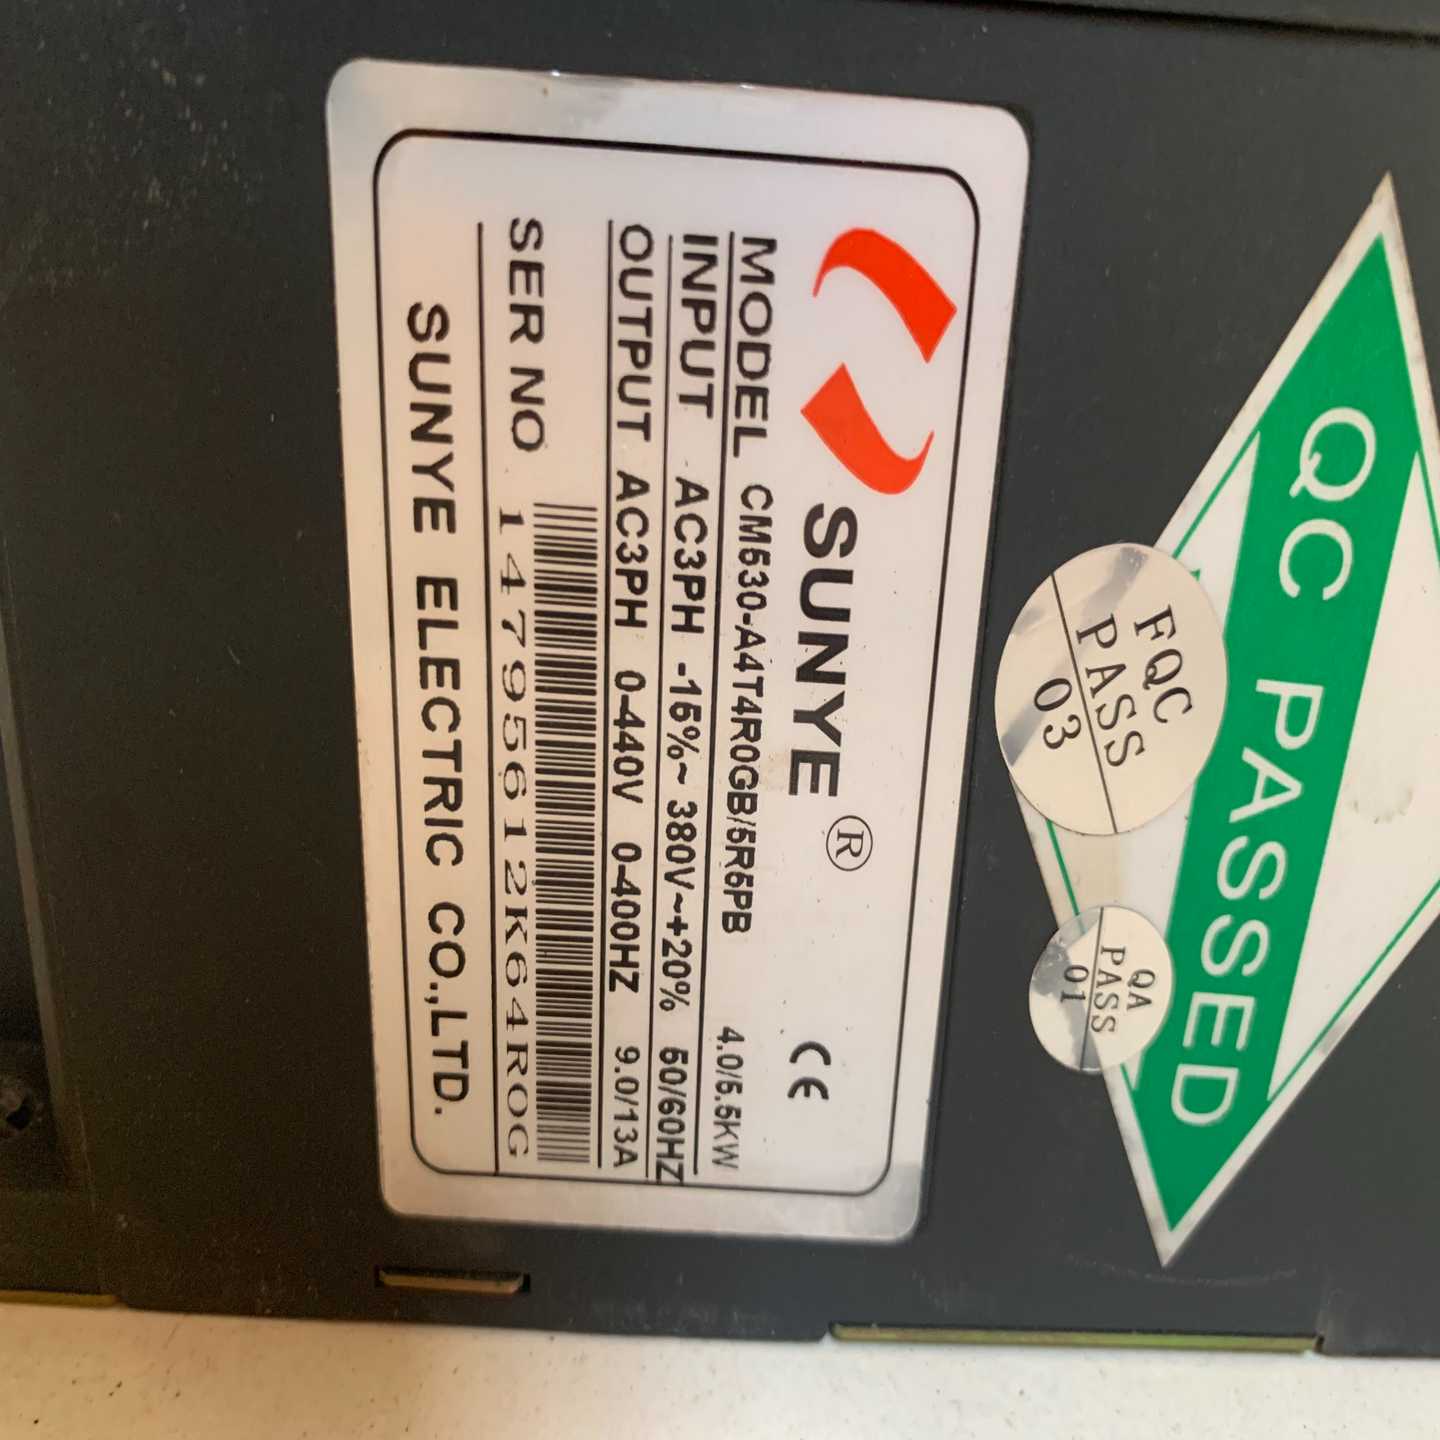 SUNYE ® CE
MODEL CM530-A4T4R0GB/5R5PB 4.0/5.5KW
INPUT AC3PH -15%~ 380V~+20% 50/60HZ
OUTPUT AC3PH 0-440V 0-400HZ 9.0/13A
SER NO
14795612K64R0G
SUNYE ELECTRIC CO.,LTD.
QC PASSED
FQC
PASS
03
QA
PASS
01